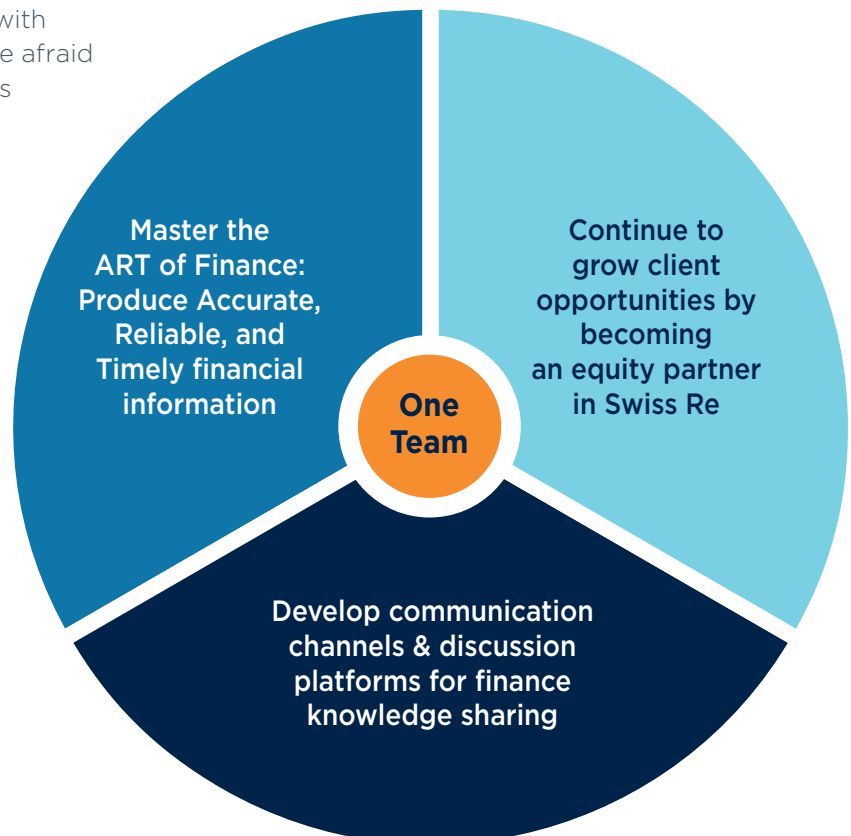 with
e afraid
s
Master the
ART of Finance:
Produce Accurate,
Reliable, and
Timely financial
information
Continue to
grow client
opportunities by
becoming
an equity partner
in Swiss Re
One
Team
Develop communication
channels & discussion
platforms for finance
knowledge sharing